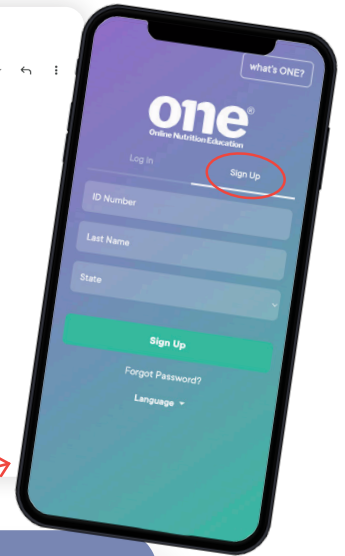 what's ONE?
one®
Online Nutrition Education
Log In
Sign Up
ID Number
Last Name
State
Sign Up
Forgot Password?
Language